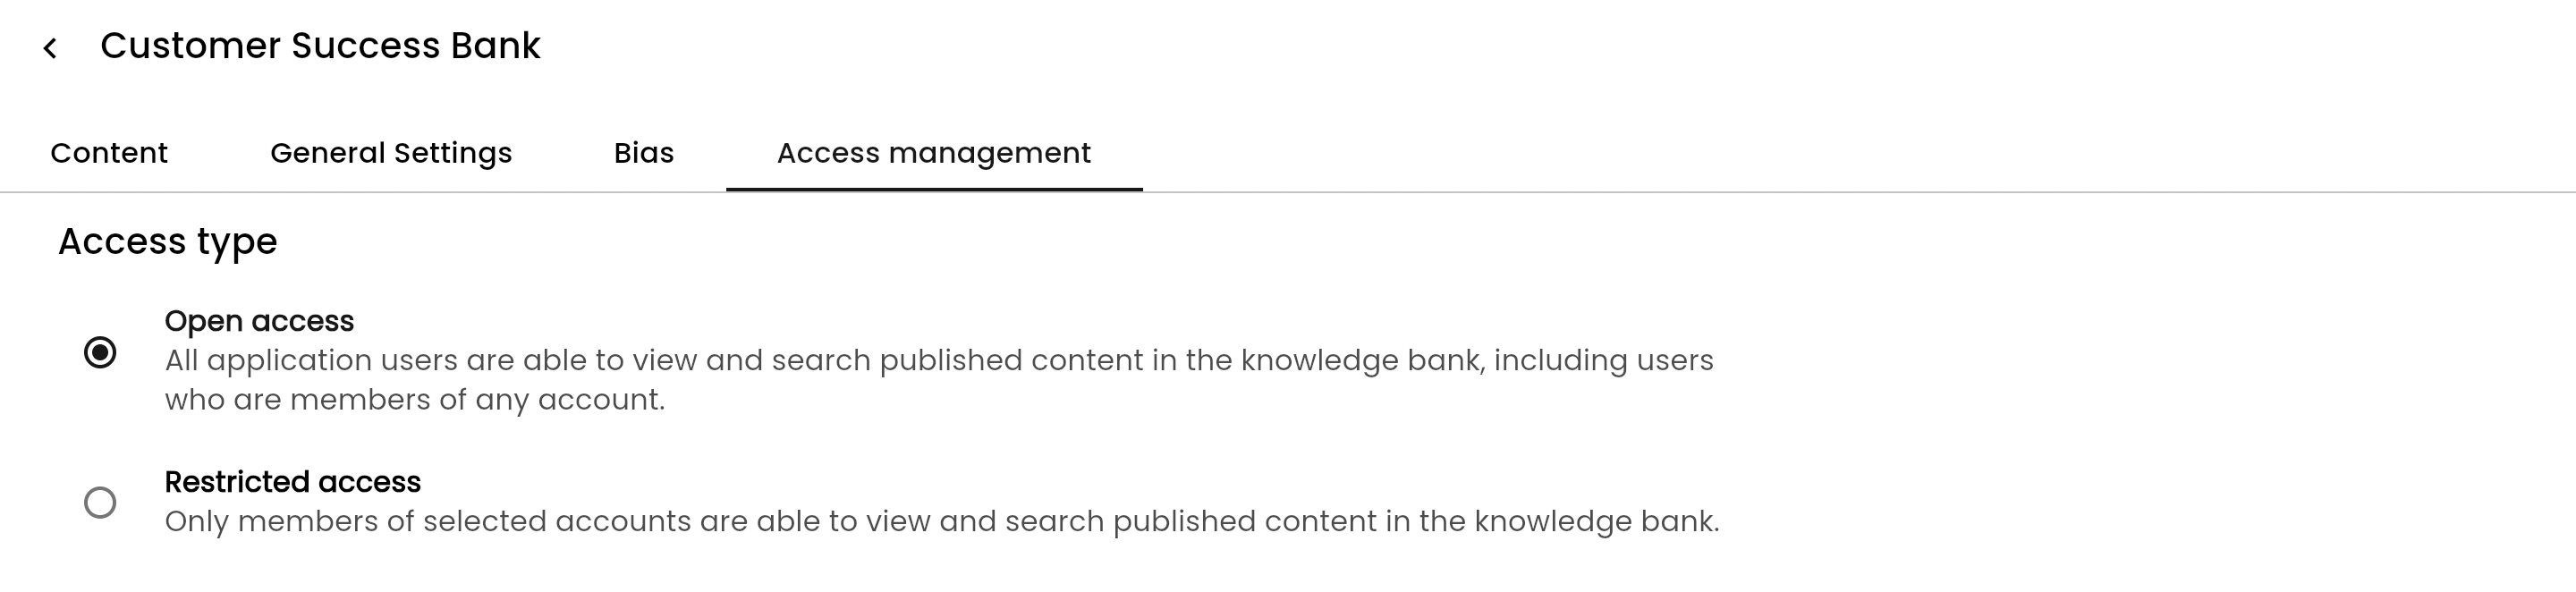 Customer Success Bank
Content General Settings Bias Access management
Access type
Open access
All application users are able to view and search published content in the knowledge bank, including users
who are members of any account.
Restricted access
Only members of selected accounts are able to view and search published content in the knowledge bank.